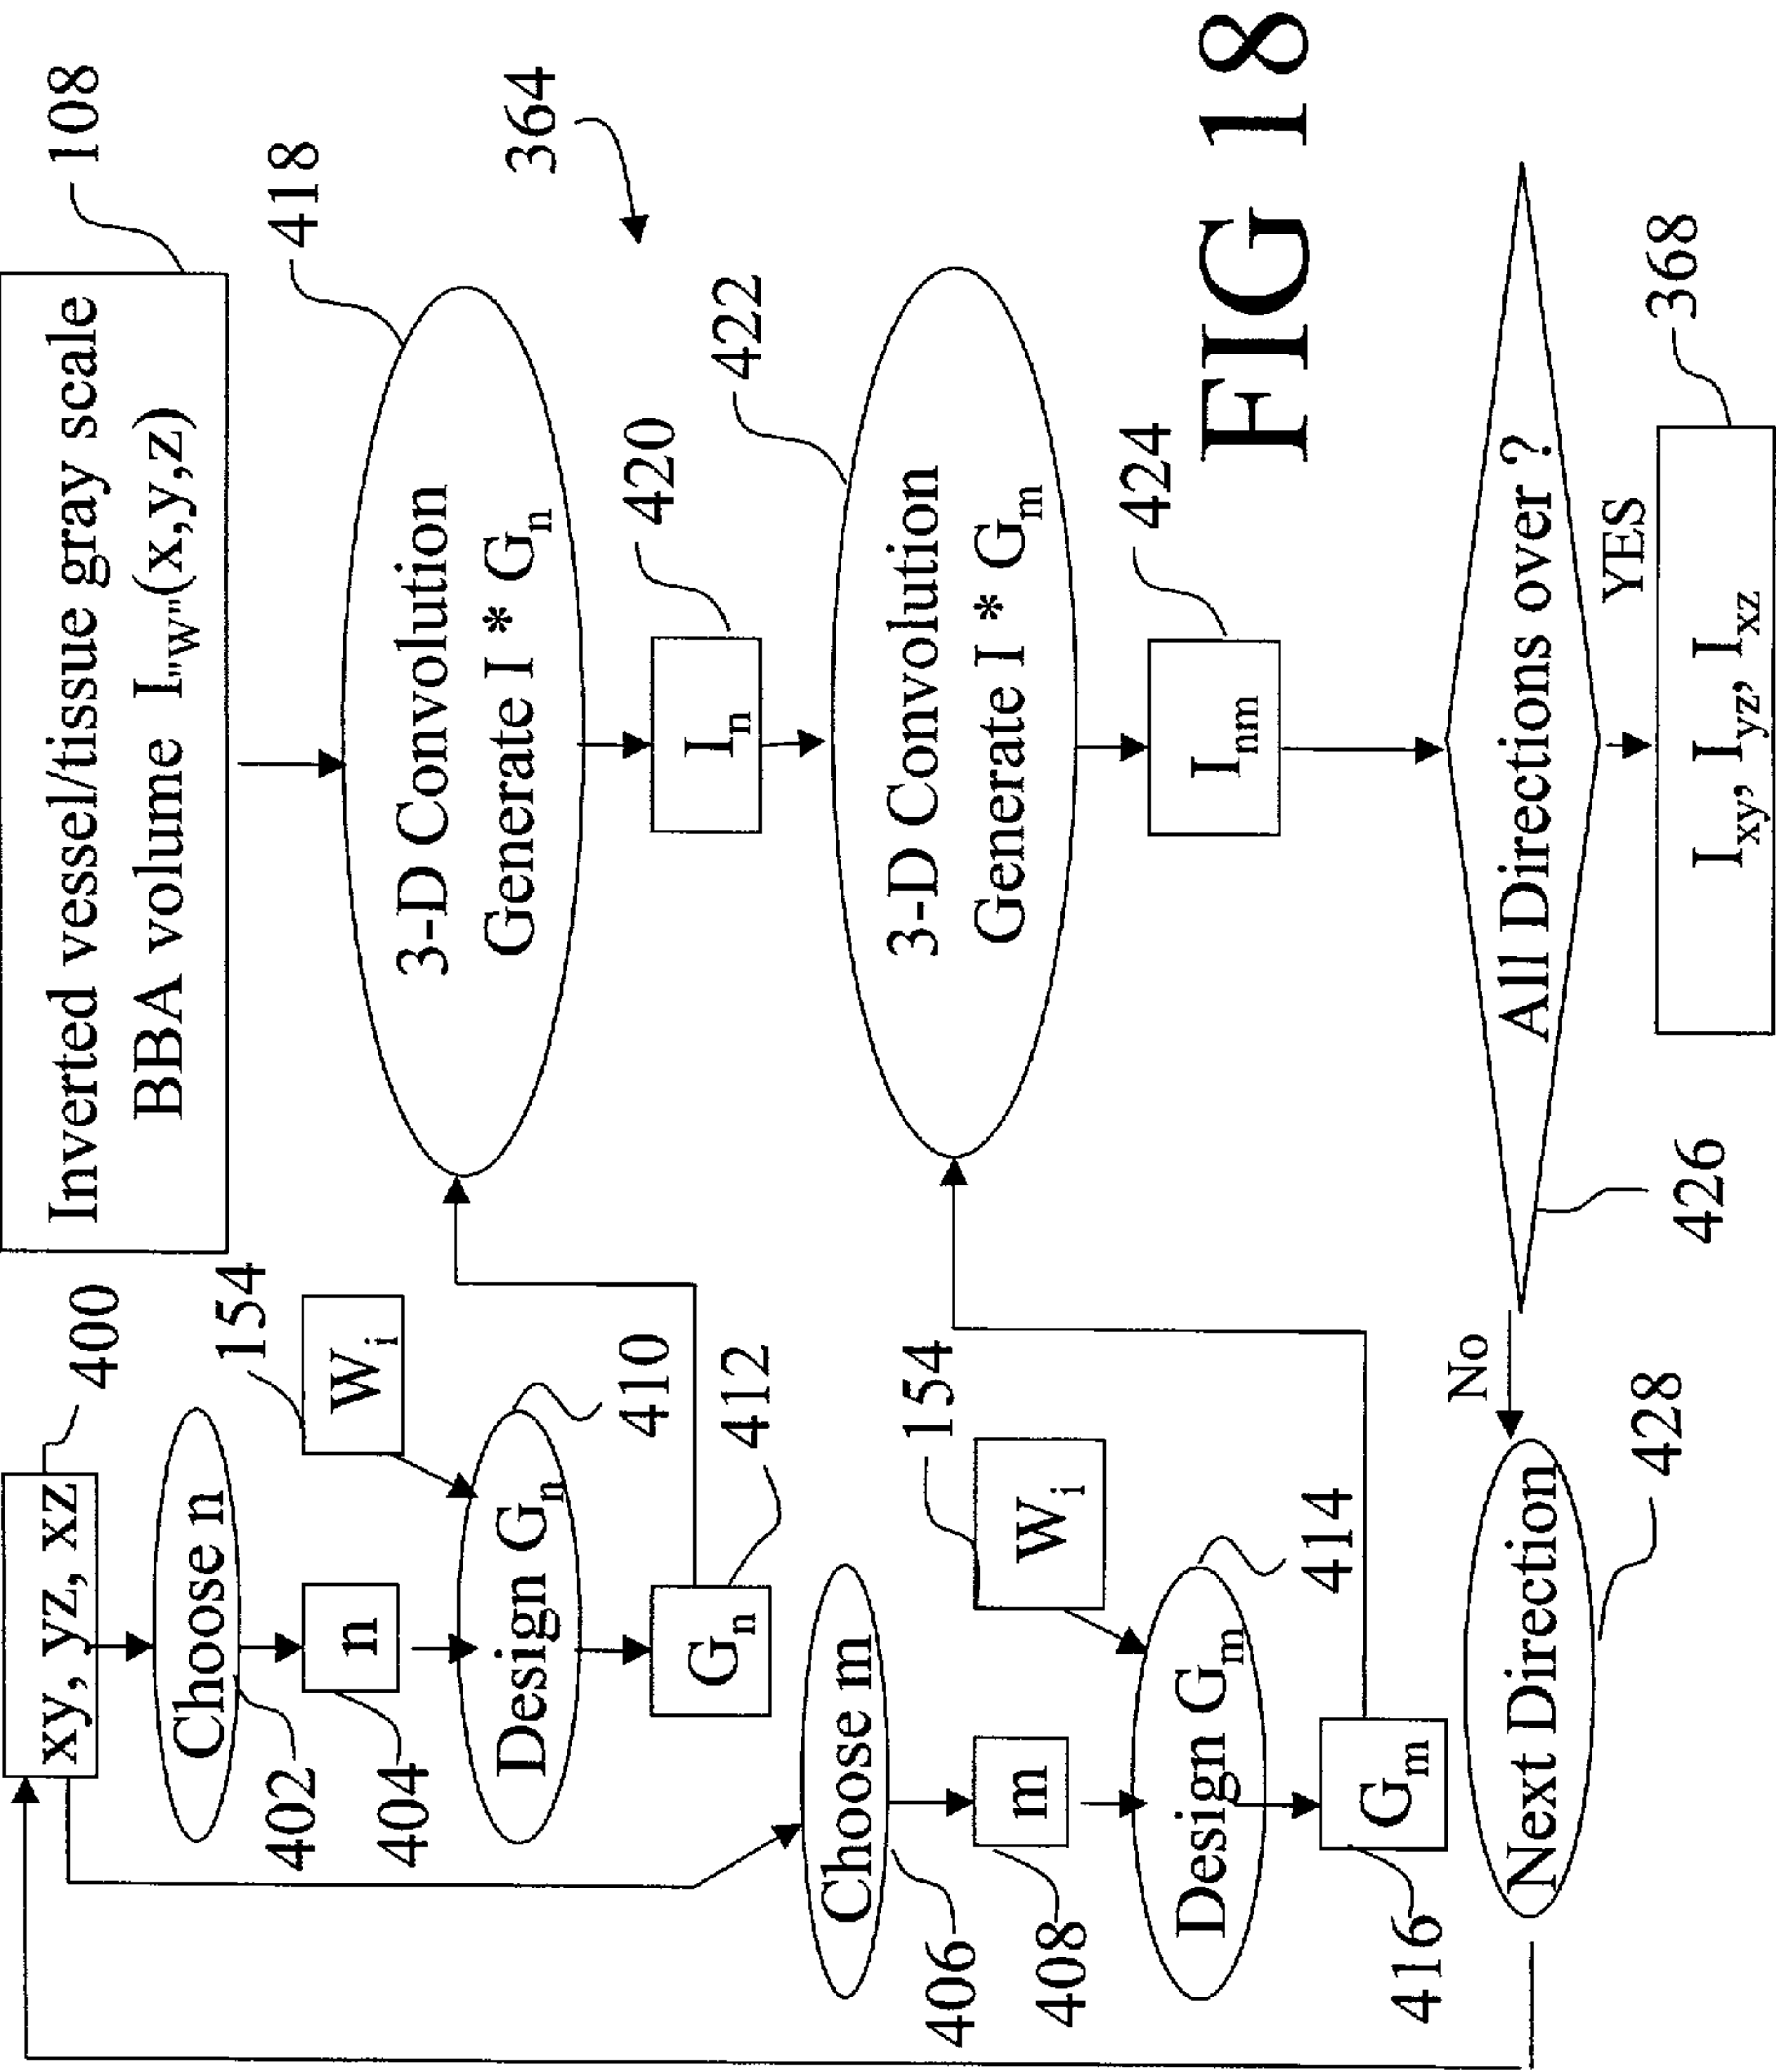 Inverted vessel/tissue gray scale
BBA volume I"W"(x,y,z)
108
xy, yz, xz
400
Choose n
402
n
404
154
Wi
Design Gn
410
Gn
412
3-D Convolution
Generate I * Gn
418
In
420
364
Choose m
406
m
408
154
Wi
Design Gm
414
Gm
416
3-D Convolution
Generate I * Gm
422
Inm
424
All Directions over ?
426
No
Next Direction
428
YES
Ixy, Iyz, Ixz
368
FIG 18